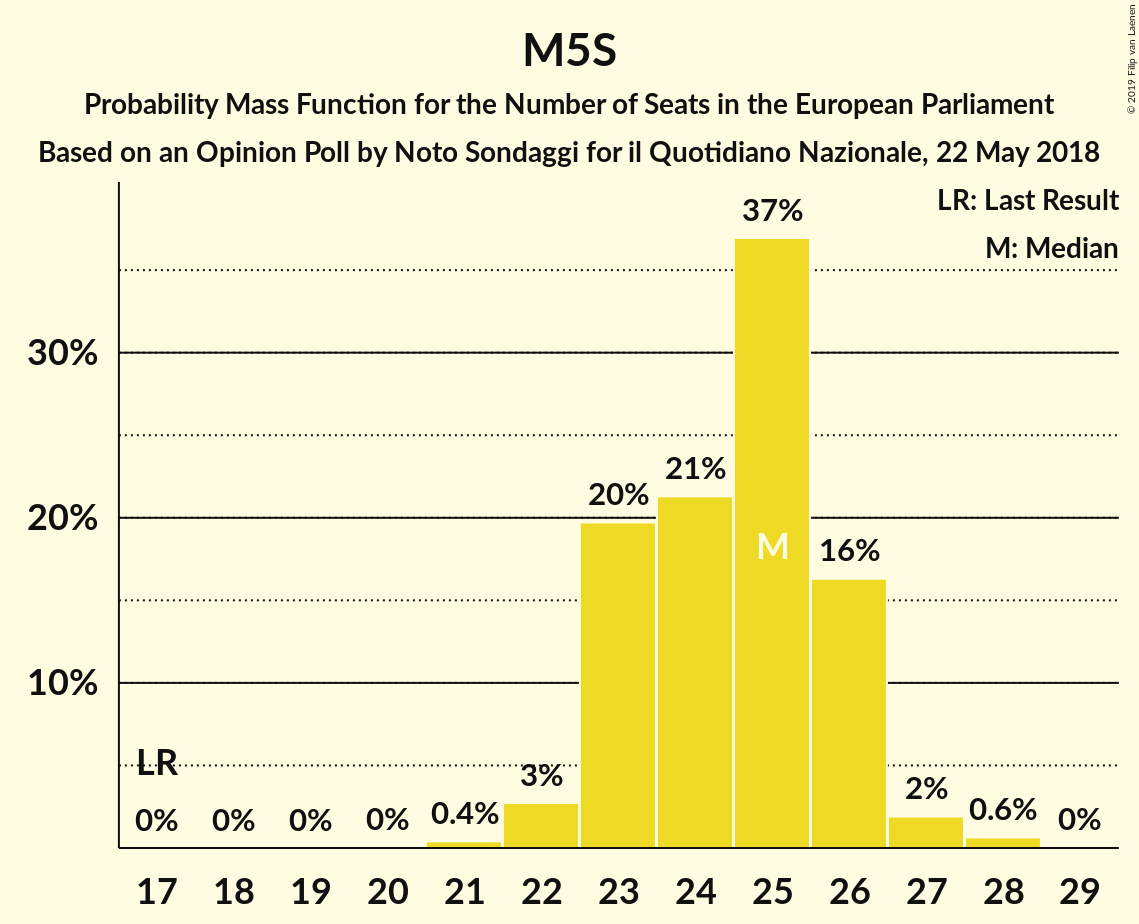 M5S
Probability Mass Function for the Number of Seats in the European Parliament
Based on an Opinion Poll by Noto Sondaggi for il Quotidiano Nazionale, 22 May 2018
© 2019 Filip van Laenen
LR: Last Result
M: Median
30%
20%
10%
LR
M
0%
0%
0%
0%
0.4%
3%
20%
21%
37%
16%
2%
0.6%
0%
17 18 19 20 21 22 23 24 25 26 27 28 29